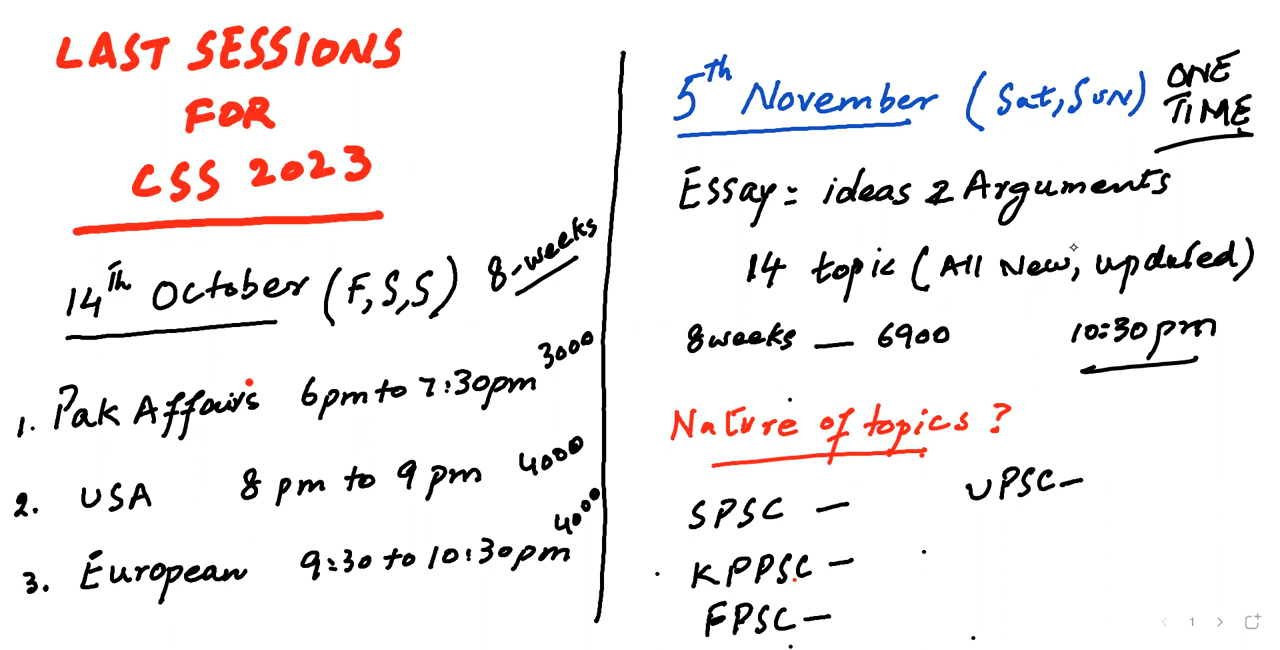 LAST SESSIONS
FOR
CSS 2023
14th October (F,S,S) 8-weeks
1. Pak Affairs 6pm to 7:30pm 3000
2. USA 8 pm to 9 pm 4000
3. European 9:30 to 10:30pm 4000
5th November (Sat, Sun) ONE TIME
Essay: ideas & Arguments
14 topic (All New, updated)
8weeks — 6900 10:30pm
Nature of topics?
SPSC — UPSC —
KPPSC —
FPSC —
1